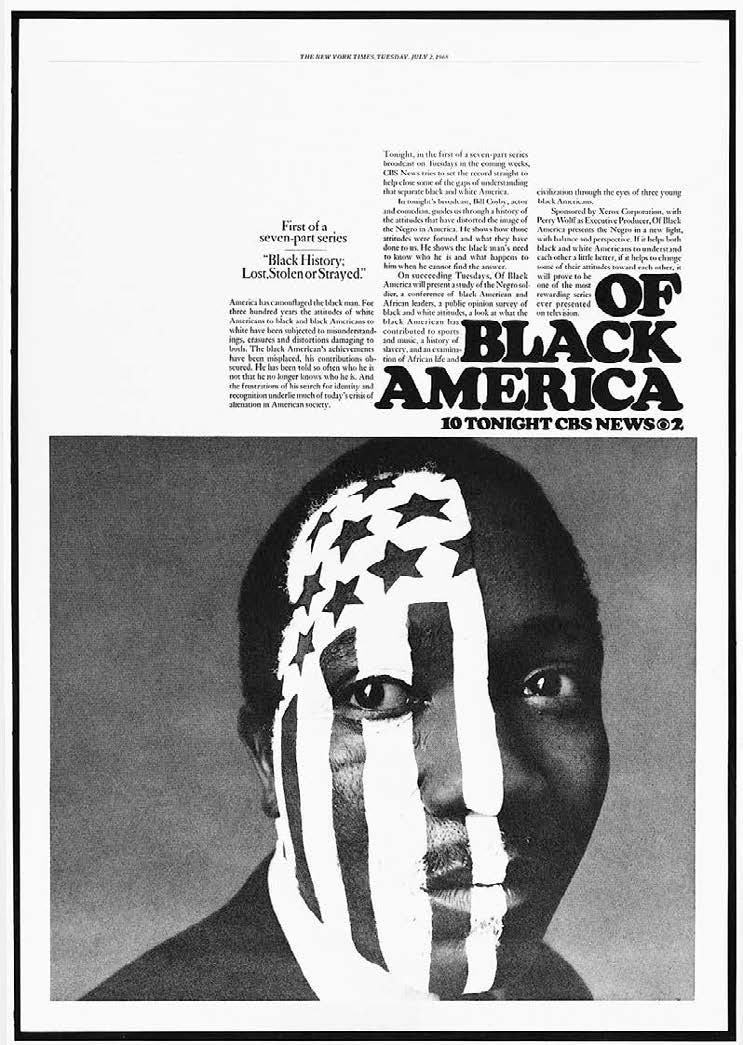 THE NEW YORK TIMES, TUESDAY, JULY 2, 1968
First of a
seven-part series
"Black History;
Lost, Stolen or Strayed."
America has camouflaged the black man. For
three hundred years the attitudes of white
Americans to black and black Americans to
white have been subjected to misunderstand-
ings, erasures and distortions damaging to
both. The black American's achievements
have been misplaced, his contributions ob-
scured. He has been told so often who he is
not that he no longer knows who he is. And
the frustrations of his search for identity and
recognition underlie much of today's crisis of
alienation in American society.
Tonight, in the first of a seven-part series
broadcast on Tuesdays in the coming weeks,
CBS News tries to set the record straight to
help close some of the gaps of understanding
that separate black and white America.
In tonight's broadcast, Bill Cosby, actor
and comedian, guides us through a history of
the attitudes that have distorted the image of
the Negro in America. He shows how those
attitudes were formed and what they have
done to us. He shows the black man's need
to know who he is and what happens to
him when he cannot find the answer.
On succeeding Tuesdays, Of Black
America will present a study of the Negro sol-
dier, a conference of black American and
African leaders, a public opinion survey of
black and white attitudes, a look at what the
black American has
contributed to sports
and music, a history of
slavery, and an examina-
tion of African life and
civilization through the eyes of three young
black Americans.
Sponsored by Xerox Corporation, with
Perry Wolff as Executive Producer, Of Black
America presents the Negro in a new light,
with balance and perspective. If it helps both
black and white Americans to understand
each other a little better, if it helps to change
some of their attitudes toward each other, it
will prove to be
one of the most
rewarding series
ever presented
on television.
OF
BLACK
AMERICA
10 TONIGHT CBS NEWS 2